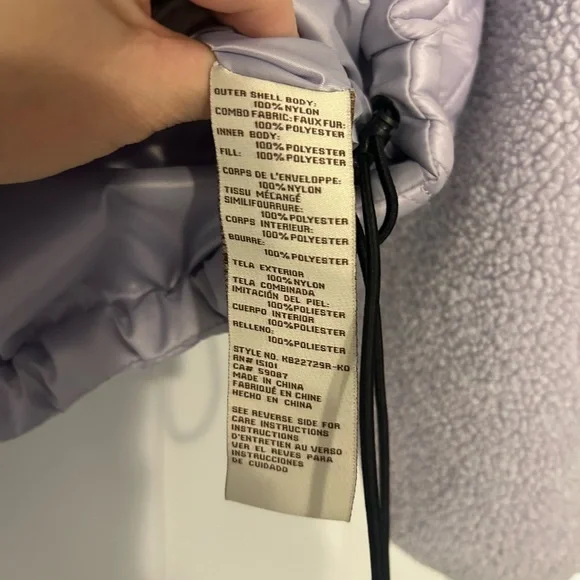 OUTER SHELL BODY:
100% NYLON
COMBO FABRIC: FAUX FUR:
100% POLYESTER
INNER BODY:
100% POLYESTER
FILL: 100% POLYESTER
CORPS DE L'ENVELOPPE:
100% NYLON
TISSU MÉLANGÉ
SIMILIFOURRURE:
100% POLYESTER
CORPS INTERIEUR:
100% POLYESTER
BOURRE:
100% POLYESTER
TELA EXTERIOR
100% NYLON
TELA COMBINADA
IMITACIÓN DEL PIEL:
100% POLIESTER
CUERPO INTERIOR
100% POLIESTER
RELLENO:
100% POLIESTER
STYLE NO. KB22729R-KO
RN# 15101
CA# 59087
MADE IN CHINA
FABRIQUÉ EN CHINE
HECHO EN CHINA
SEE REVERSE SIDE FOR
CARE INSTRUCTIONS
INSTRUCTIONS
D'ENTRETIEN AU VERSO
VER EL REVES PARA
INSTRUCCIONES
DE CUIDADO